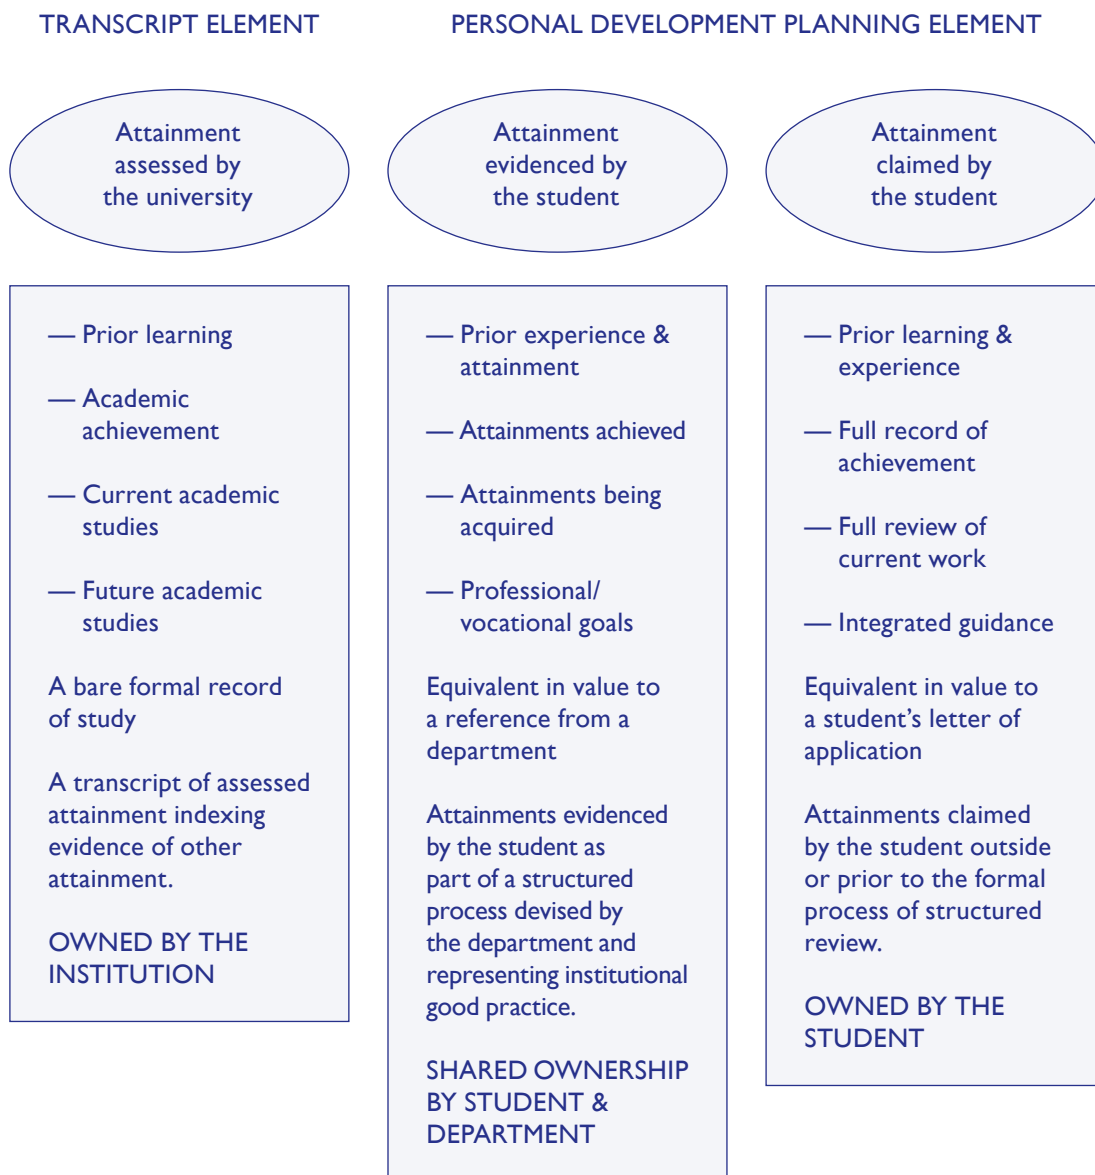 TRANSCRIPT ELEMENT
PERSONAL DEVELOPMENT PLANNING ELEMENT
Attainment
assessed by
the university
Attainment
evidenced by
the student
Attainment
claimed by
the student
— Prior learning
— Academic
achievement
— Current academic
studies
— Future academic
studies
A bare formal record
of study
A transcript of assessed
attainment indexing
evidence of other
attainment.
OWNED BY THE
INSTITUTION
— Prior experience &
attainment
— Attainments achieved
— Attainments being
acquired
— Professional/
vocational goals
Equivalent in value to
a reference from a
department
Attainments evidenced
by the student as
part of a structured
process devised by
the department and
representing institutional
good practice.
SHARED OWNERSHIP
BY STUDENT &
DEPARTMENT
— Prior learning &
experience
— Full record of
achievement
— Full review of
current work
— Integrated guidance
Equivalent in value to
a student’s letter of
application
Attainments claimed
by the student outside
or prior to the formal
process of structured
review.
OWNED BY THE
STUDENT